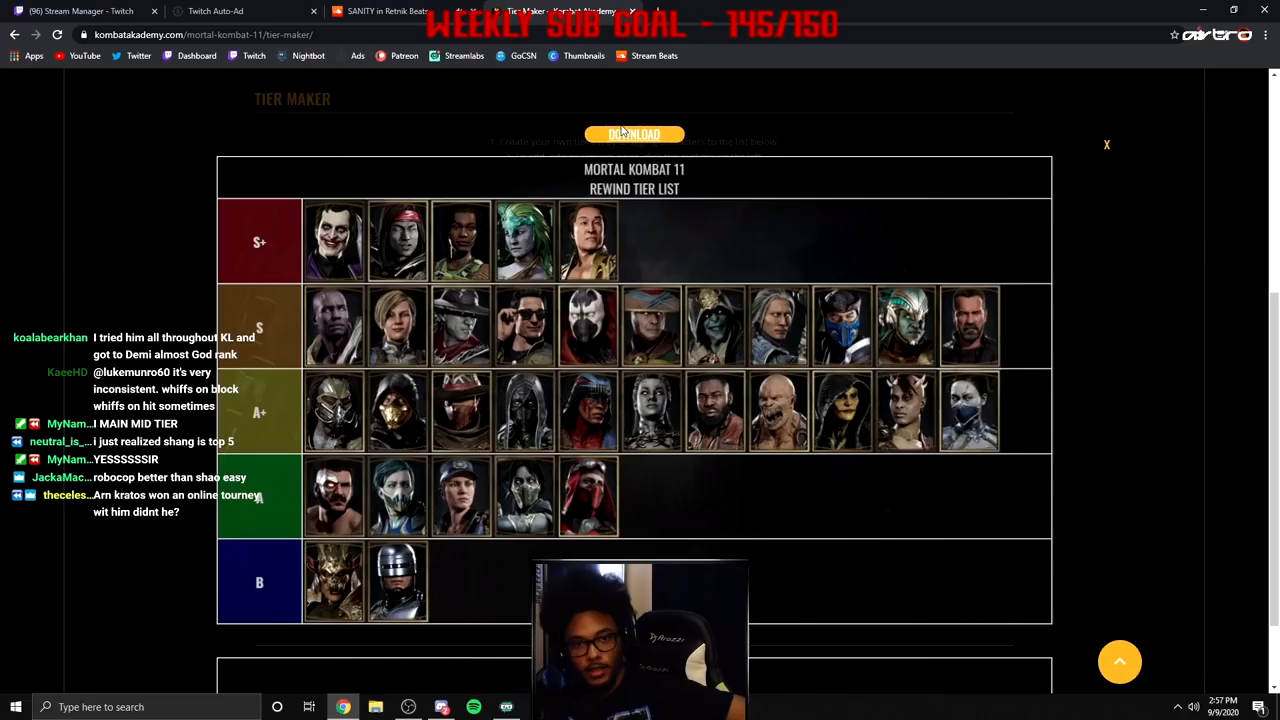 (96) Stream Manager - Twitch
Twitch Auto-Ad
SANITY in Retnik Beats
Tier Maker - Kombat Akademy
WEEKLY SUB GOAL - 145/150
kombatakademy.com/mortal-kombat-11/tier-maker/
Apps YouTube Twitter Dashboard Twitch Nightbot Ads Patreon Streamlabs GoCSN Thumbnails Stream Beats
TIER MAKER
DOWNLOAD
X
MORTAL KOMBAT 11
REWIND TIER LIST
S+
S
A+
A
B
koalabearkhan I tried him all throughout KL and
got to Demi almost God rank
KaeeHD @lukemunro60 it's very
inconsistent. whiffs on block
whiffs on hit sometimes
MyNam... I MAIN MID TIER
neutral_is_... i just realized shang is top 5
MyNam... YESSSSSSIR
JackaMac... robocop better than shao easy
theceles... Arn kratos won an online tourney
wit him didnt he?
Type here to search
2:57 PM
9/9/2020